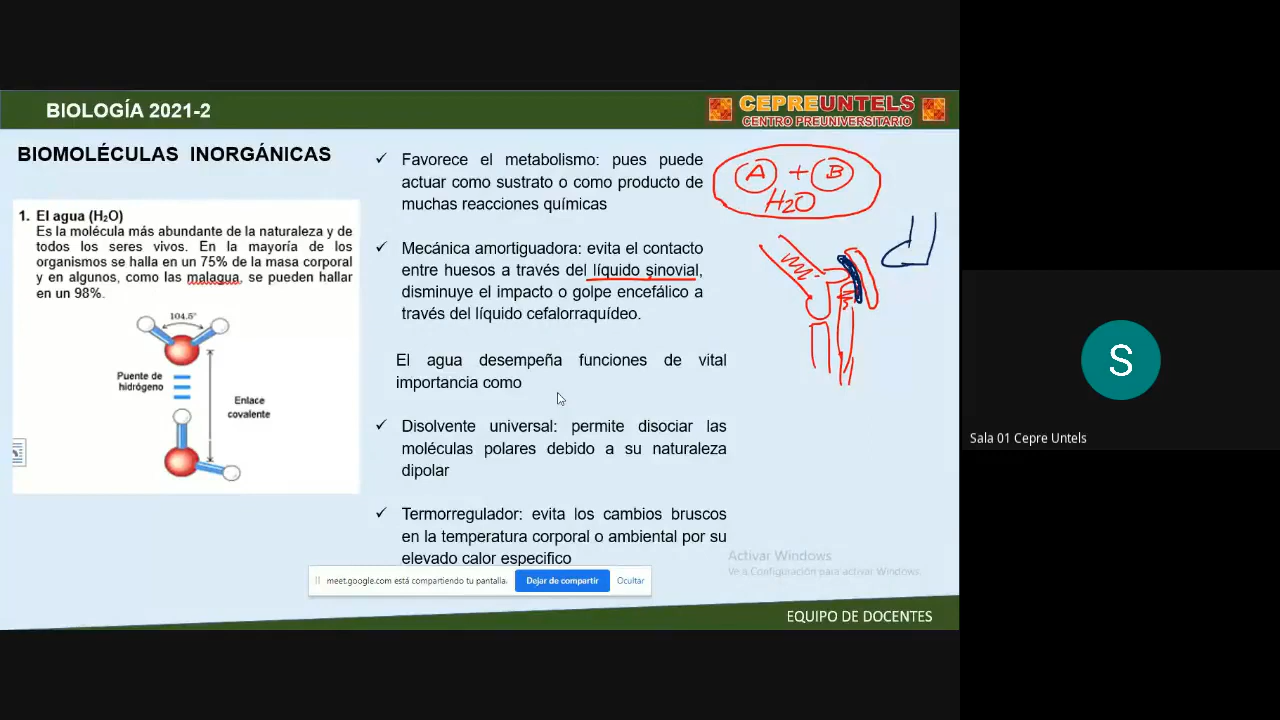 BIOLOGÍA 2021-2
CEPREUNTELS
CENTRO PREUNIVERSITARIO
BIOMOLÉCULAS INORGÁNICAS
1. El agua (H₂O)
Es la molécula más abundante de la naturaleza y de
todos los seres vivos. En la mayoría de los
organismos se halla en un 75% de la masa corporal
y en algunos, como las malagua, se pueden hallar
en un 98%.
104.5°
Puente de
hidrógeno
Enlace
covalente
✓ Favorece el metabolismo: pues puede
actuar como sustrato o como producto de
muchas reacciones químicas
✓ Mecánica amortiguadora: evita el contacto
entre huesos a través del líquido sinovial,
disminuye el impacto o golpe encefálico a
través del líquido cefalorraquídeo.
El agua desempeña funciones de vital
importancia como
✓ Disolvente universal: permite disociar las
moléculas polares debido a su naturaleza
dipolar
✓ Termorregulador: evita los cambios bruscos
en la temperatura corporal o ambiental por su
elevado calor especifico
A + B
H2O
meet.google.com está compartiendo tu pantalla.
Dejar de compartir
Ocultar
Activar Windows
Ve a Configuración para activar Windows.
EQUIPO DE DOCENTES
S
Sala 01 Cepre Untels